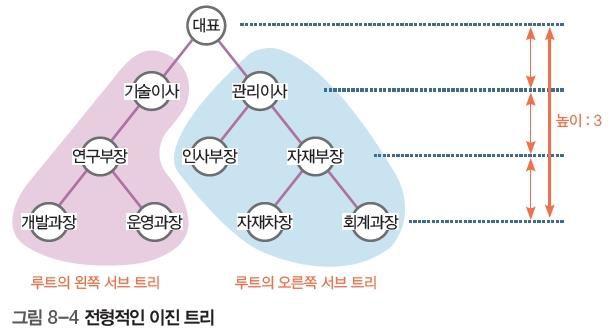 대표
기술이사
관리이사
높이 : 3
연구부장
인사부장
자재부장
개발과장
운영과장
자재차장
회계과장
루트의 왼쪽 서브 트리
루트의 오른쪽 서브 트리
그림 8-4 전형적인 이진 트리